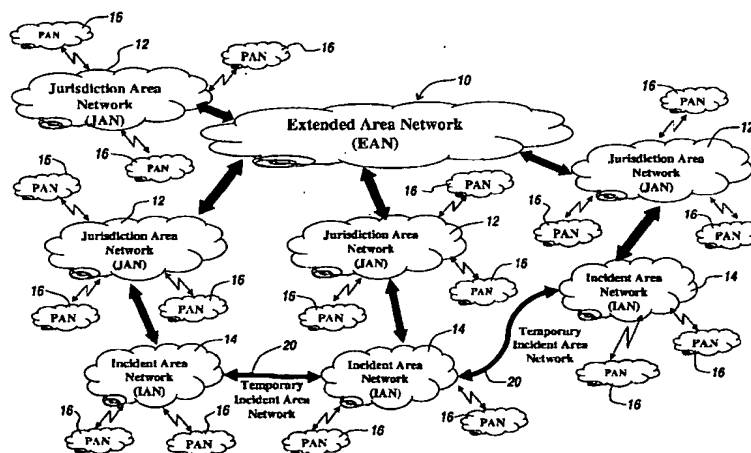 16
PAN
12
16
PAN
Jurisdiction Area
Network
(JAN)
10
16
PAN
Extended Area Network
(EAN)
16
PAN
12
Jurisdiction Area
Network
(JAN)
16
PAN
16
PAN
16
PAN
12
Jurisdiction Area
Network
(JAN)
16
PAN
16
PAN
16
PAN
12
Jurisdiction Area
Network
(JAN)
16
PAN
16
PAN
16
PAN
14
Incident Area
Network
(IAN)
16
PAN
16
PAN
Temporary
Incident Area
Network
20
14
Incident Area
Network
(IAN)
16
PAN
16
PAN
20
Temporary
Incident Area
Network
14
Incident Area
Network
(IAN)
16
PAN
16
PAN